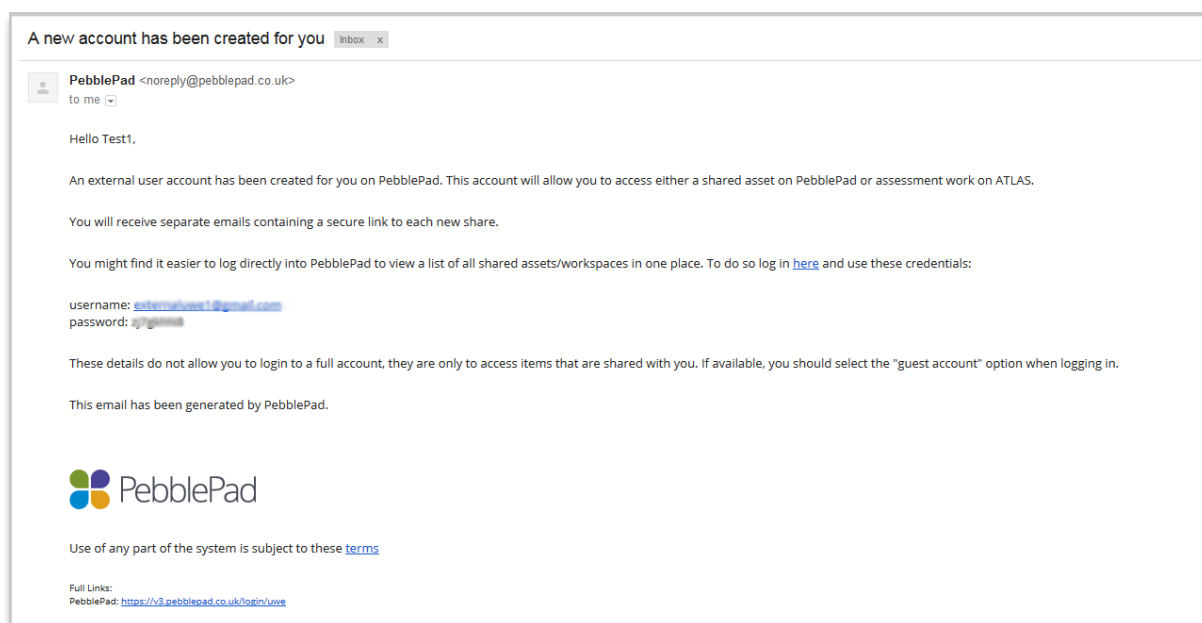 A new account has been created for you Inbox x
PebblePad <noreply@pebblepad.co.uk>
to me
Hello Test1,
An external user account has been created for you on PebblePad. This account will allow you to access either a shared asset on PebblePad or assessment work on ATLAS.
You will receive separate emails containing a secure link to each new share.
You might find it easier to log directly into PebblePad to view a list of all shared assets/workspaces in one place. To do so log in here and use these credentials:
username:
password:
These details do not allow you to login to a full account, they are only to access items that are shared with you. If available, you should select the "guest account" option when logging in.
This email has been generated by PebblePad.
PebblePad
Use of any part of the system is subject to these terms
Full Links:
PebblePad: https://v3.pebblepad.co.uk/login/uwe